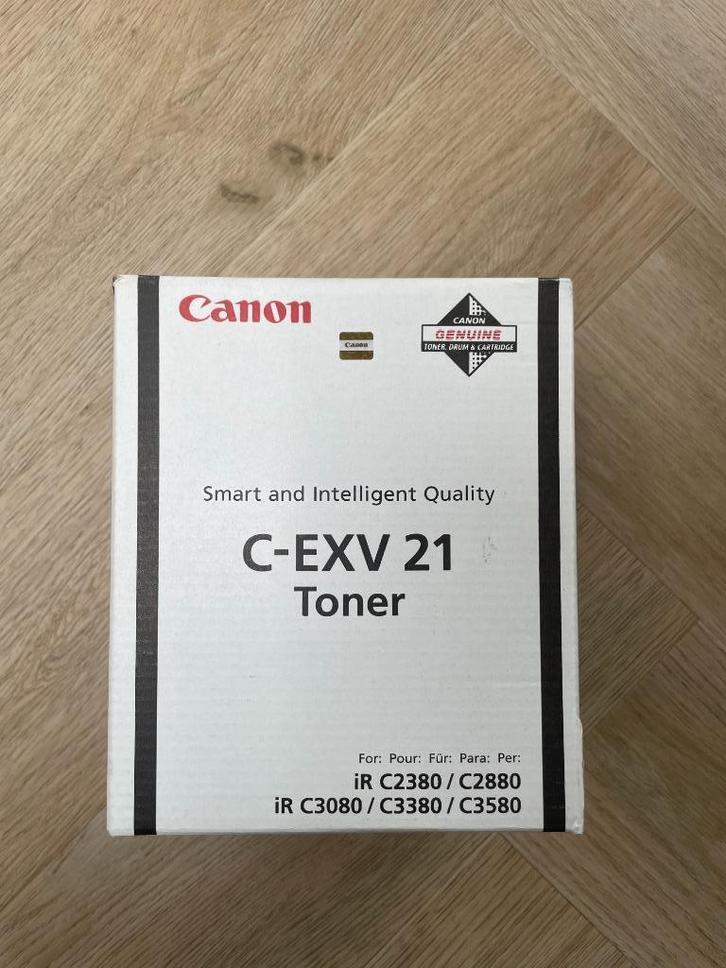 Canon
Canon
CANON
GENUINE
TONER, DRUM & CARTRIDGE
Smart and Intelligent Quality
C-EXV 21
Toner
For: Pour: Für: Para: Per:
iR C2380 / C2880
iR C3080 / C3380 / C3580